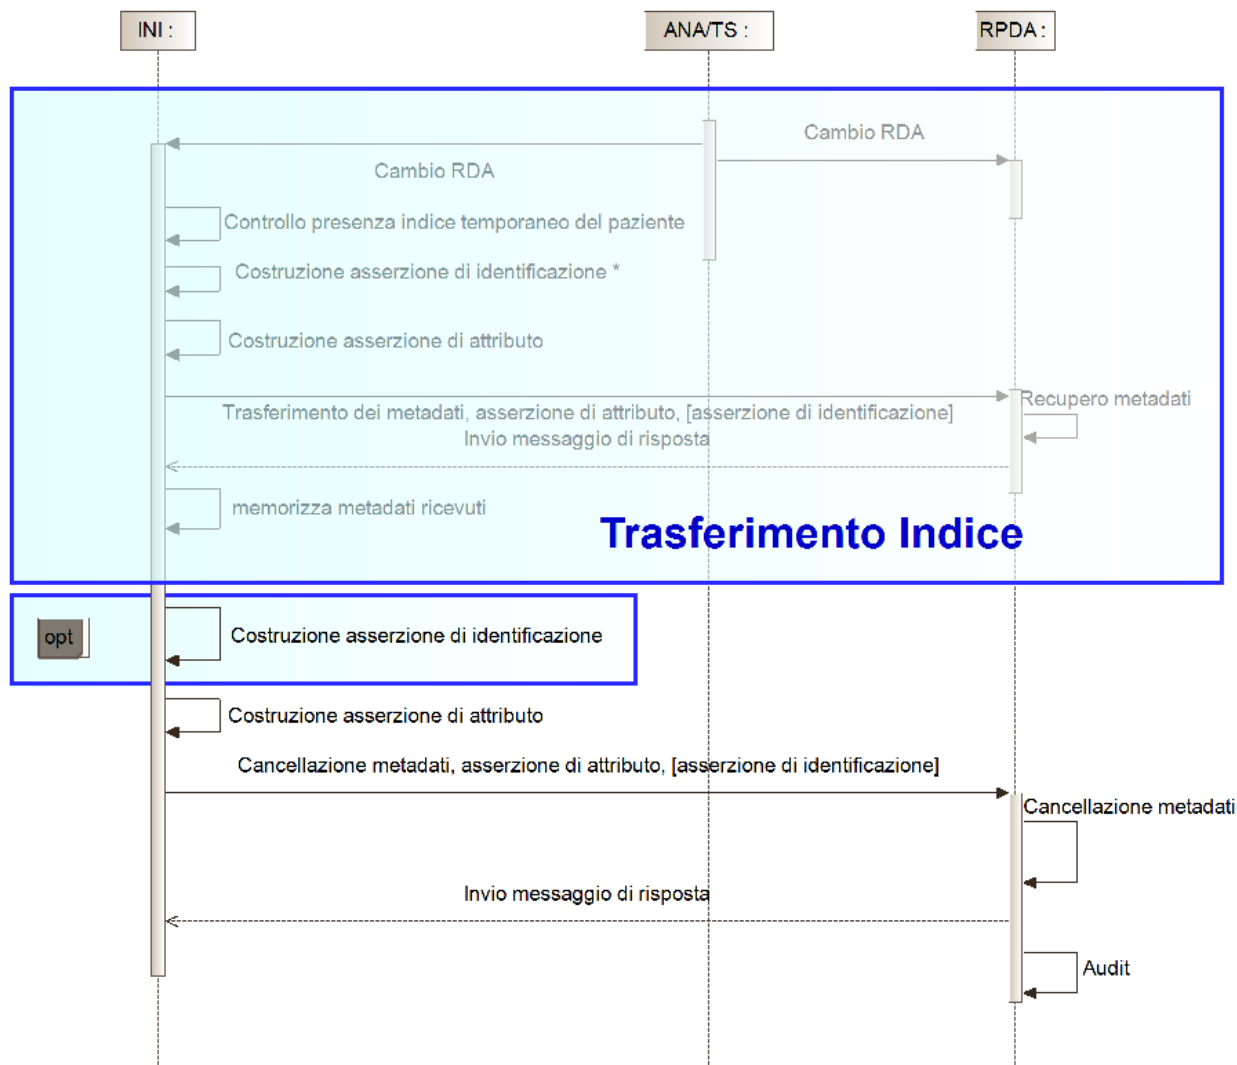 INI :
ANA/TS :
RPDA :
Cambio RDA
Cambio RDA
Controllo presenza indice temporaneo del paziente
Costruzione asserzione di identificazione *
Costruzione asserzione di attributo
Recupero metadati
Trasferimento dei metadati, asserzione di attributo, [asserzione di identificazione]
Invio messaggio di risposta
memorizza metadati ricevuti
Trasferimento Indice
opt
Costruzione asserzione di identificazione
Costruzione asserzione di attributo
Cancellazione metadati, asserzione di attributo, [asserzione di identificazione]
Cancellazione metadati
Invio messaggio di risposta
Audit